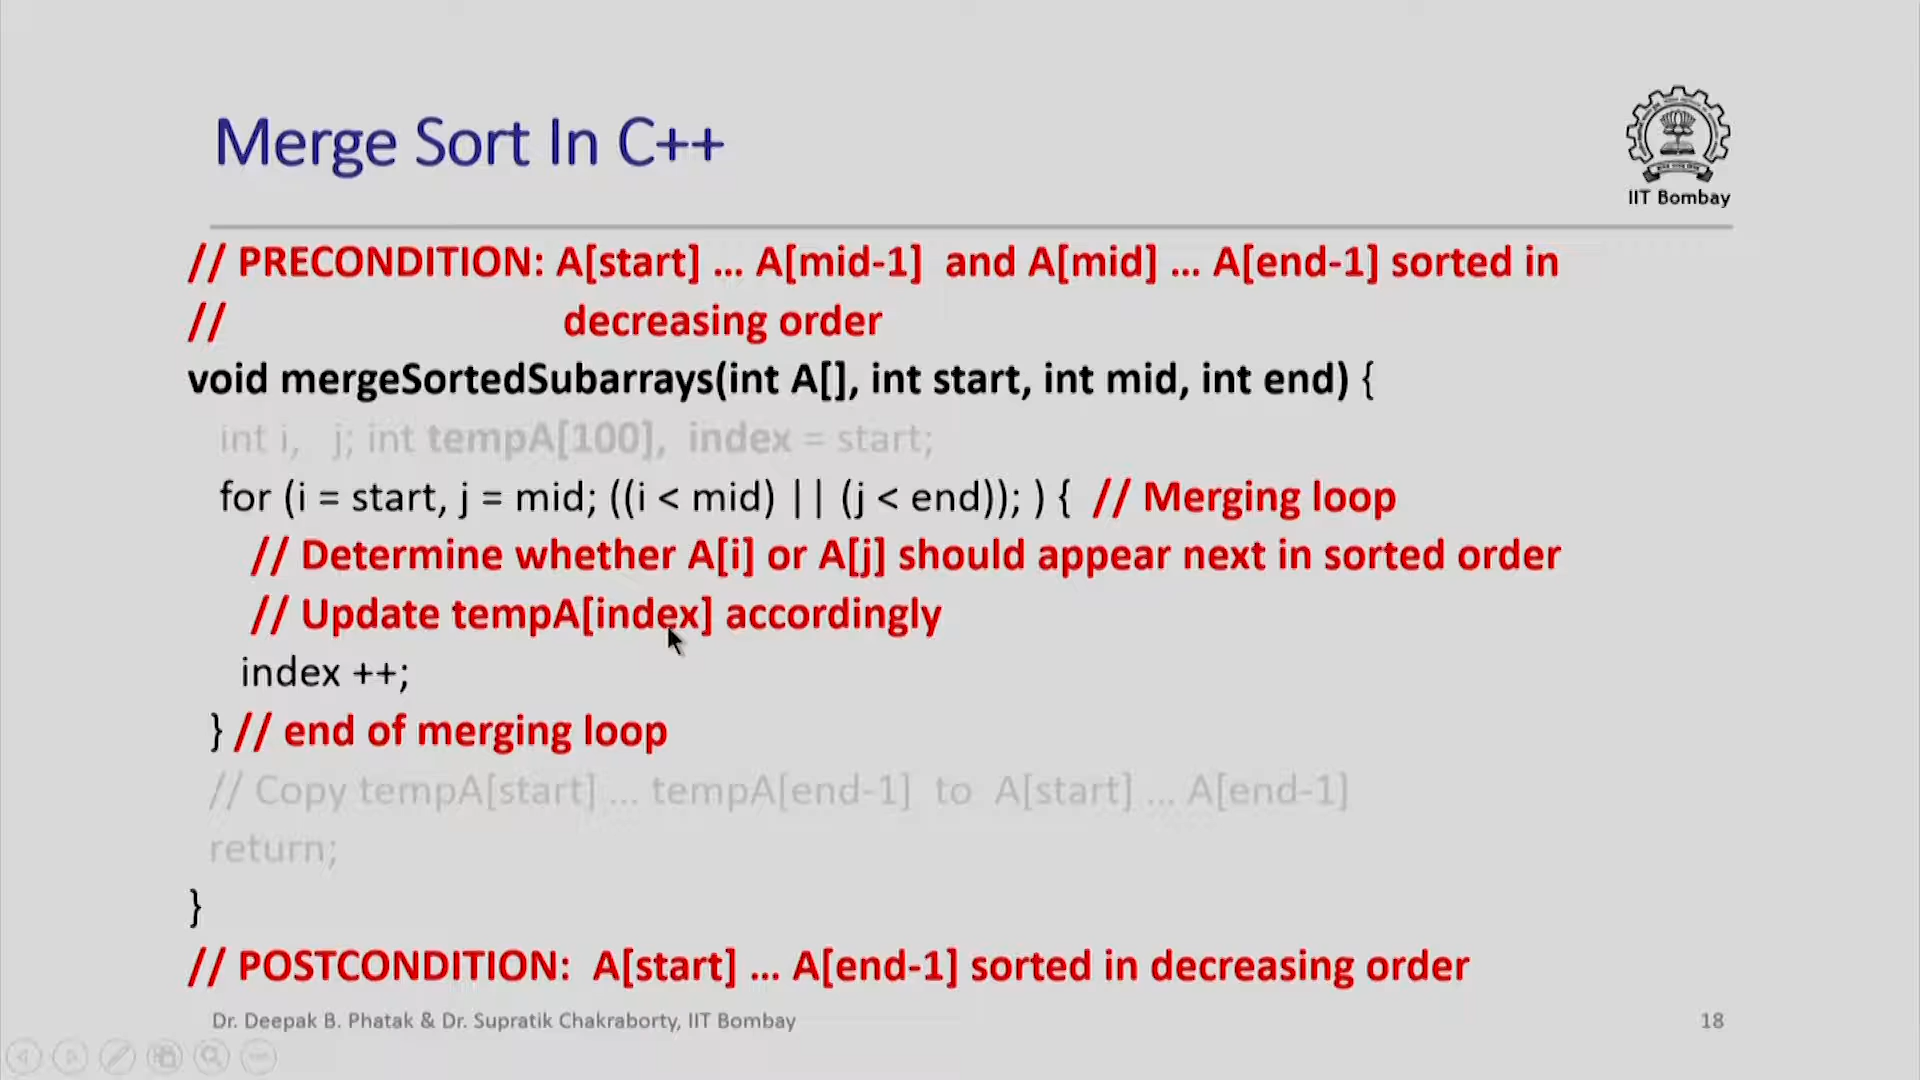 Merge Sort In C++
IIT Bombay
// PRECONDITION: A[start] ... A[mid-1] and A[mid] ... A[end-1] sorted in
// decreasing order
void mergeSortedSubarrays(int A[], int start, int mid, int end) {
int i, j; int tempA[100], index = start;
for (i = start, j = mid; ((i < mid) || (j < end)); ) { // Merging loop
// Determine whether A[i] or A[j] should appear next in sorted order
// Update tempA[index] accordingly
index ++;
} // end of merging loop
// Copy tempA[start] ... tempA[end-1] to A[start] ... A[end-1]
return;
}
// POSTCONDITION: A[start] ... A[end-1] sorted in decreasing order
Dr. Deepak B. Phatak & Dr. Supratik Chakraborty, IIT Bombay
18